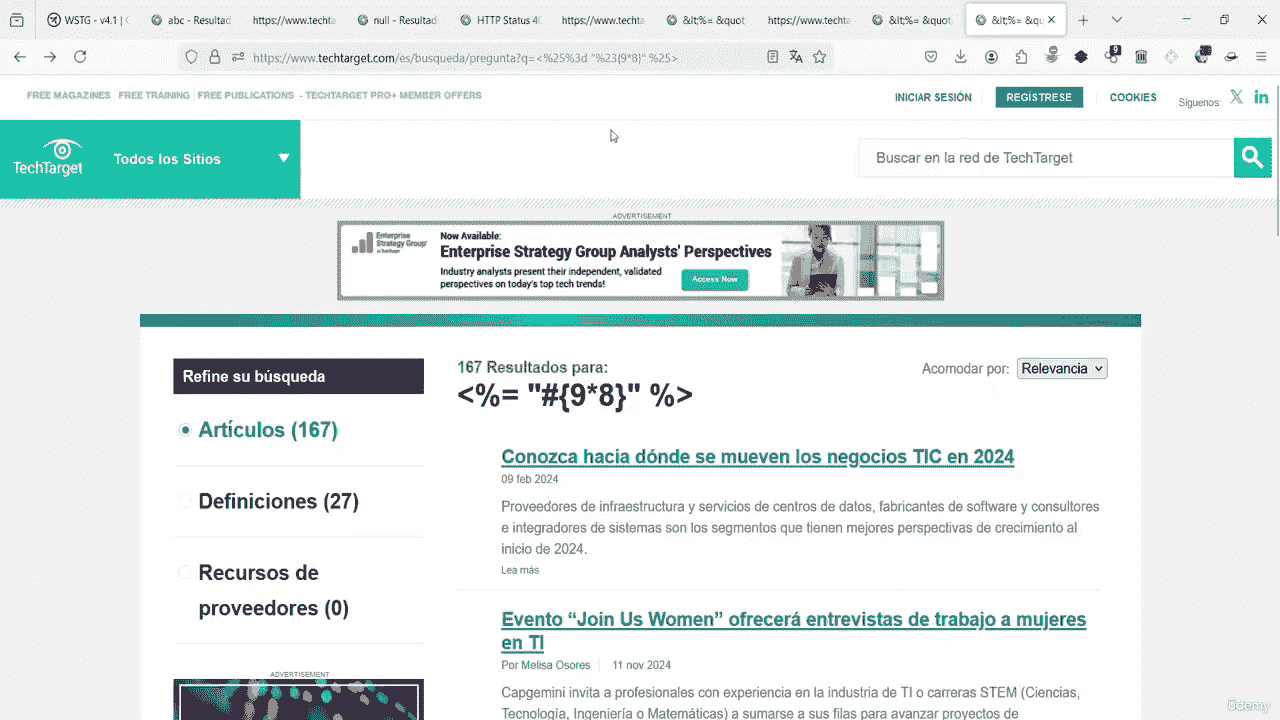 WSTG - v4.1 | 
abc - Resultad
https://www.techta
null - Resultad
HTTP Status 4
https://www.techta
&lt;%= &quot
https://www.techta
&lt;%= &quot;
&lt;%= &qu
https://www.techtarget.com/es/busqueda/pregunta?q=<%25%3d "%23{9*8}" %25>
9
FREE MAGAZINES FREE TRAINING FREE PUBLICATIONS - TECHTARGET PRO+ MEMBER OFFERS
INICIAR SESIÓN REGÍSTRESE COOKIES Síguenos:
TechTarget Todos los Sitios
Buscar en la red de TechTarget
ADVERTISEMENT
Enterprise Strategy Group
by TechTarget
Now Available:
Enterprise Strategy Group Analysts' Perspectives
Industry analysts present their independent, validated
perspectives on today's top tech trends!
Access Now
Refine su búsqueda
Artículos (167)
Definiciones (27)
Recursos de
proveedores (0)
ADVERTISEMENT
167 Resultados para:
<%= "#{9*8}" %>
Acomodar por: Relevancia
Conozca hacia dónde se mueven los negocios TIC en 2024
09 feb 2024
Proveedores de infraestructura y servicios de centros de datos, fabricantes de software y consultores
e integradores de sistemas son los segmentos que tienen mejores perspectivas de crecimiento al
inicio de 2024.
Lea más
Evento “Join Us Women” ofrecerá entrevistas de trabajo a mujeres
en TI
Por Melisa Osores 11 nov 2024
Capgemini invita a profesionales con experiencia en la industria de TI o carreras STEM (Ciencias,
Tecnología, Ingeniería o Matemáticas) a sumarse a sus filas para avanzar proyectos de
Udemy